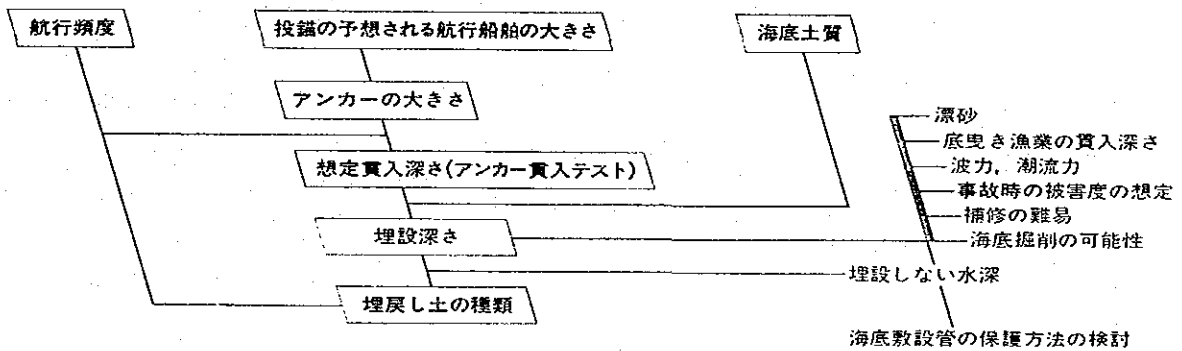 航行頻度
投錨の予想される航行船舶の大きさ
海底土質
アンカーの大きさ
漂砂
底曳き漁業の貫入深さ
想定貫入深さ(アンカー貫入テスト)
波力, 潮流力
事故時の被害度の想定
補修の難易
埋設深さ
海底掘削の可能性
埋設しない水深
埋戻し土の種類
海底敷設管の保護方法の検討